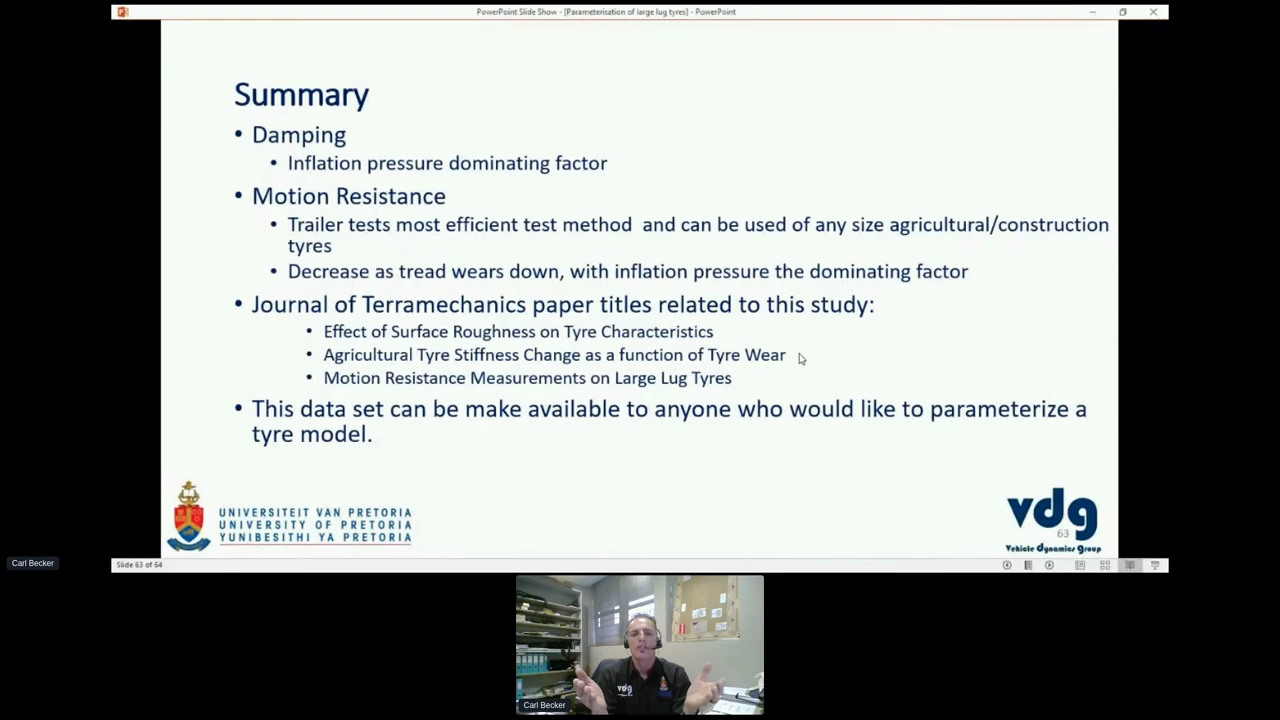 PowerPoint Slide Show - [Parameterisation of large lug tyres] - PowerPoint
Summary
• Damping
• Inflation pressure dominating factor
• Motion Resistance
• Trailer tests most efficient test method and can be used of any size agricultural/construction
tyres
• Decrease as tread wears down, with inflation pressure the dominating factor
• Journal of Terramechanics paper titles related to this study:
• Effect of Surface Roughness on Tyre Characteristics
• Agricultural Tyre Stiffness Change as a function of Tyre Wear
• Motion Resistance Measurements on Large Lug Tyres
• This data set can be make available to anyone who would like to parameterize a
tyre model.
UNIVERSITEIT VAN PRETORIA
UNIVERSITY OF PRETORIA
YUNIBESITHI YA PRETORIA
vdg
63
Vehicle Dynamics Group
Carl Becker
Slide 63 of 64
vdg
Carl Becker